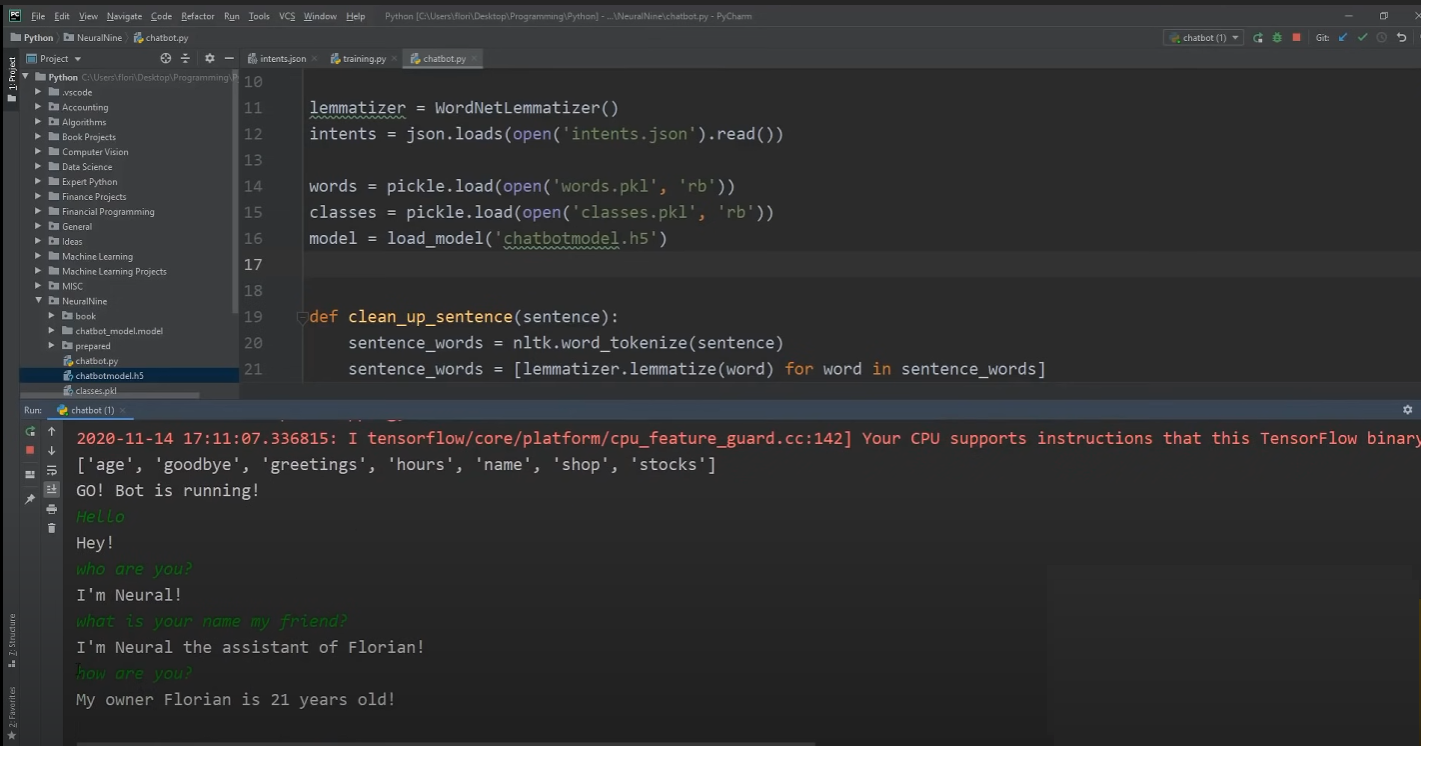 File Edit View Navigate Code Refactor Run Tools VCS Window Help Python [C:\Users\flori\Desktop\Programming\Python] - ...\NeuralNine\chatbot.py - PyCharm
Python NeuralNine chatbot.py chatbot (1) Git:
1: Project
Project intents.json training.py chatbot.py
Python C:\Users\flori\Desktop\Programming\P
.vscode
Accounting
Algorithms
Book Projects
Computer Vision
Data Science
Expert Python
Finance Projects
Financial Programming
General
Ideas
Machine Learning
Machine Learning Projects
MISC
NeuralNine
book
chatbot_model.model
prepared
chatbot.py
chatbotmodel.h5
classes.pkl
10
11 lemmatizer = WordNetLemmatizer()
12 intents = json.loads(open('intents.json').read())
13
14 words = pickle.load(open('words.pkl', 'rb'))
15 classes = pickle.load(open('classes.pkl', 'rb'))
16 model = load_model('chatbotmodel.h5')
17
18
19 def clean_up_sentence(sentence):
20 sentence_words = nltk.word_tokenize(sentence)
21 sentence_words = [lemmatizer.lemmatize(word) for word in sentence_words]
Run: chatbot (1)
2020-11-14 17:11:07.336815: I tensorflow/core/platform/cpu_feature_guard.cc:142] Your CPU supports instructions that this TensorFlow binary
['age', 'goodbye', 'greetings', 'hours', 'name', 'shop', 'stocks']
GO! Bot is running!
Hello
Hey!
who are you?
I'm Neural!
what is your name my friend?
I'm Neural the assistant of Florian!
how are you?
My owner Florian is 21 years old!
7: Structure
2: Favorites